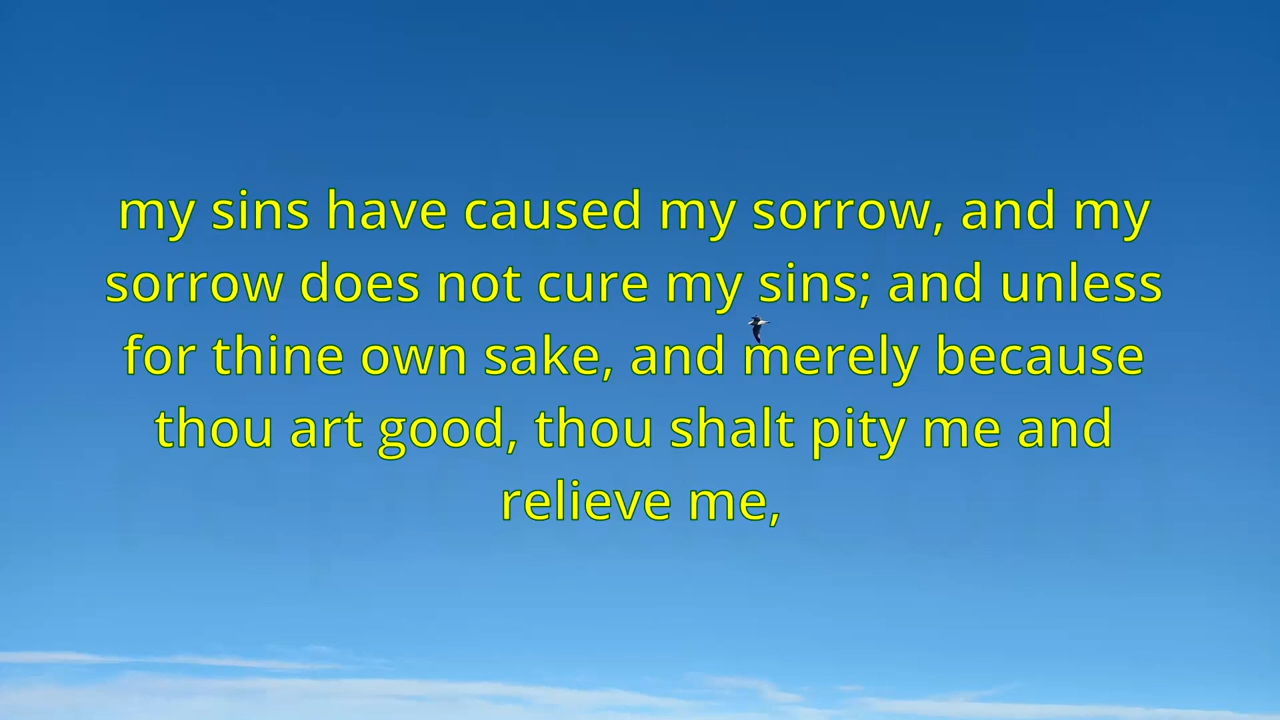 my sins have caused my sorrow, and my
sorrow does not cure my sins; and unless
for thine own sake, and merely because
thou art good, thou shalt pity me and
relieve me,